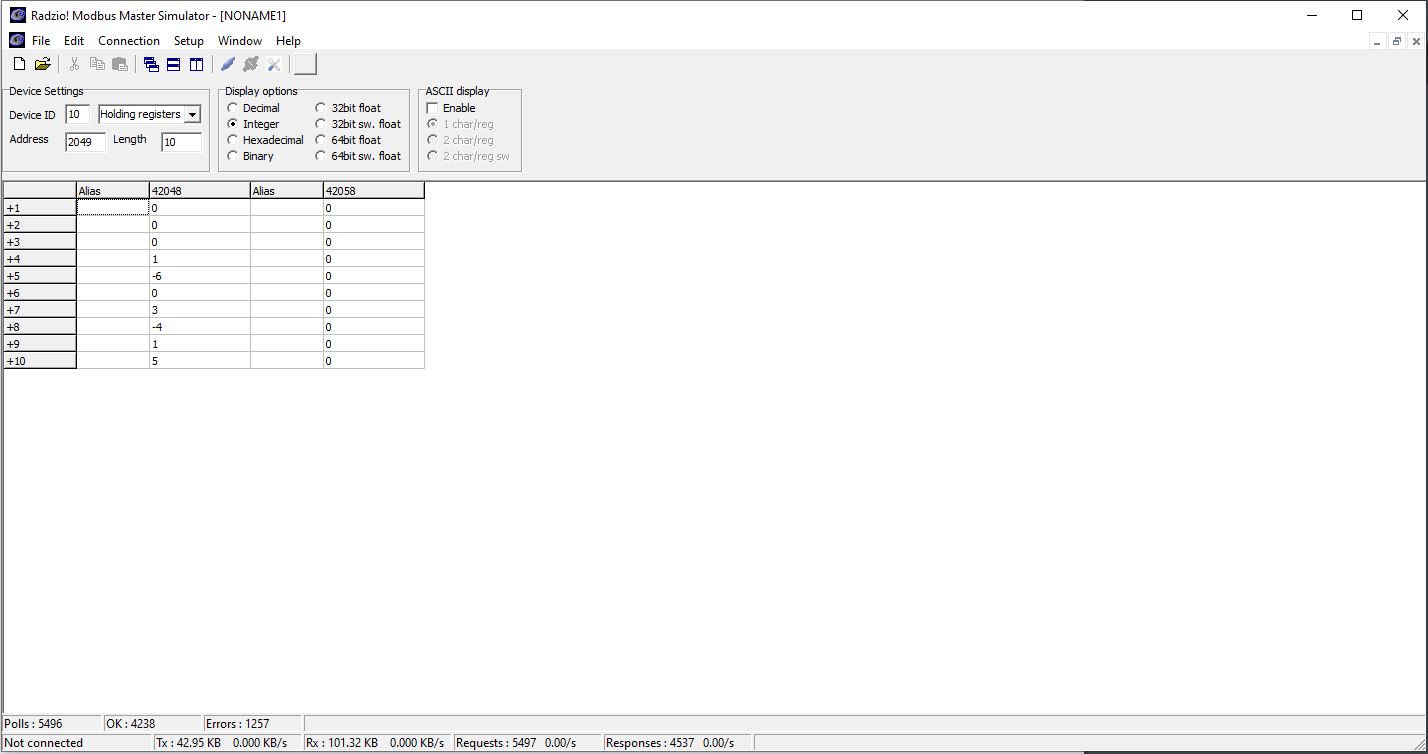 Radzio! Modbus Master Simulator - [NONAME1]
File Edit Connection Setup Window Help
Device Settings
Device ID 10 Holding registers
Address 2049 Length 10
Display options
Decimal 32bit float
Integer 32bit sw. float
Hexadecimal 64bit float
Binary 64bit sw. float
ASCII display
Enable
1 char/reg
2 char/reg
2 char/reg sw
Alias 42048 Alias 42058
+1 0 0
+2 0 0
+3 0 0
+4 1 0
+5 -6 0
+6 0 0
+7 3 0
+8 -4 0
+9 1 0
+10 5 0
Polls : 5496 OK : 4238 Errors : 1257
Not connected Tx : 42.95 KB 0.000 KB/s Rx : 101.32 KB 0.000 KB/s Requests : 5497 0.00/s Responses : 4537 0.00/s